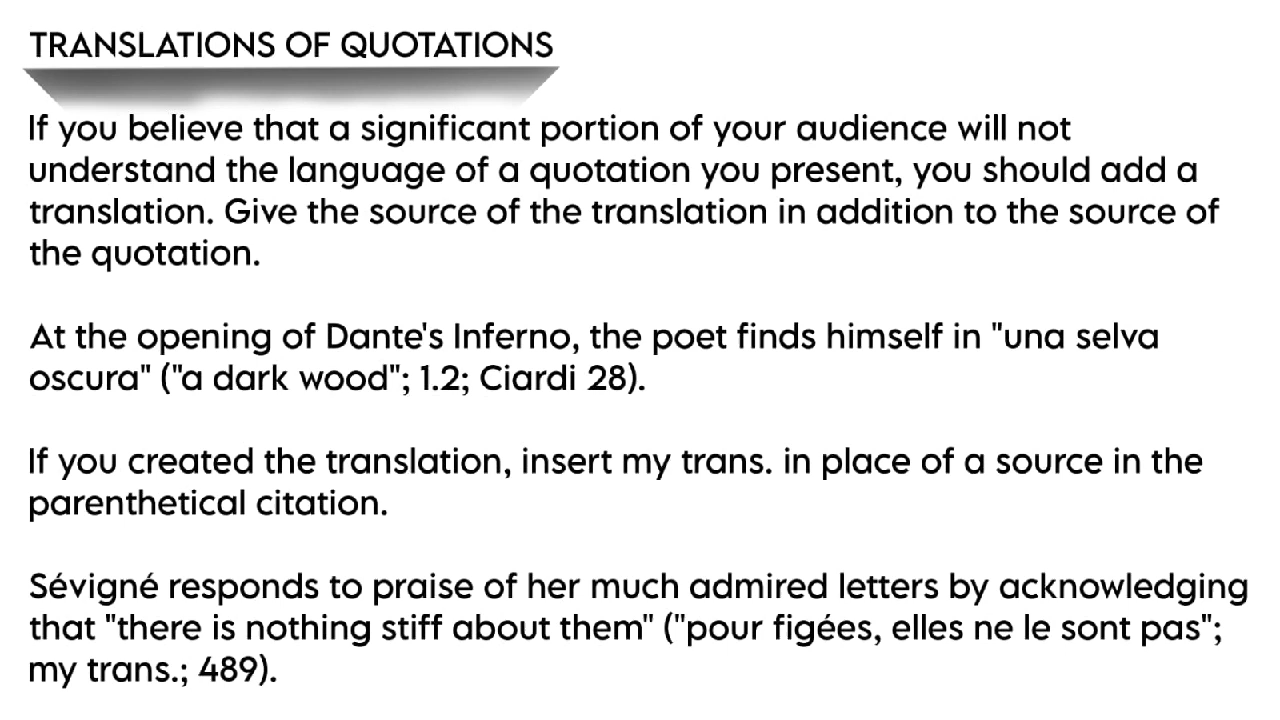 TRANSLATIONS OF QUOTATIONS
If you believe that a significant portion of your audience will not
understand the language of a quotation you present, you should add a
translation. Give the source of the translation in addition to the source of
the quotation.
At the opening of Dante's Inferno, the poet finds himself in "una selva
oscura" ("a dark wood"; 1.2; Ciardi 28).
If you created the translation, insert my trans. in place of a source in the
parenthetical citation.
Sévigné responds to praise of her much admired letters by acknowledging
that "there is nothing stiff about them" ("pour figées, elles ne le sont pas";
my trans.; 489).